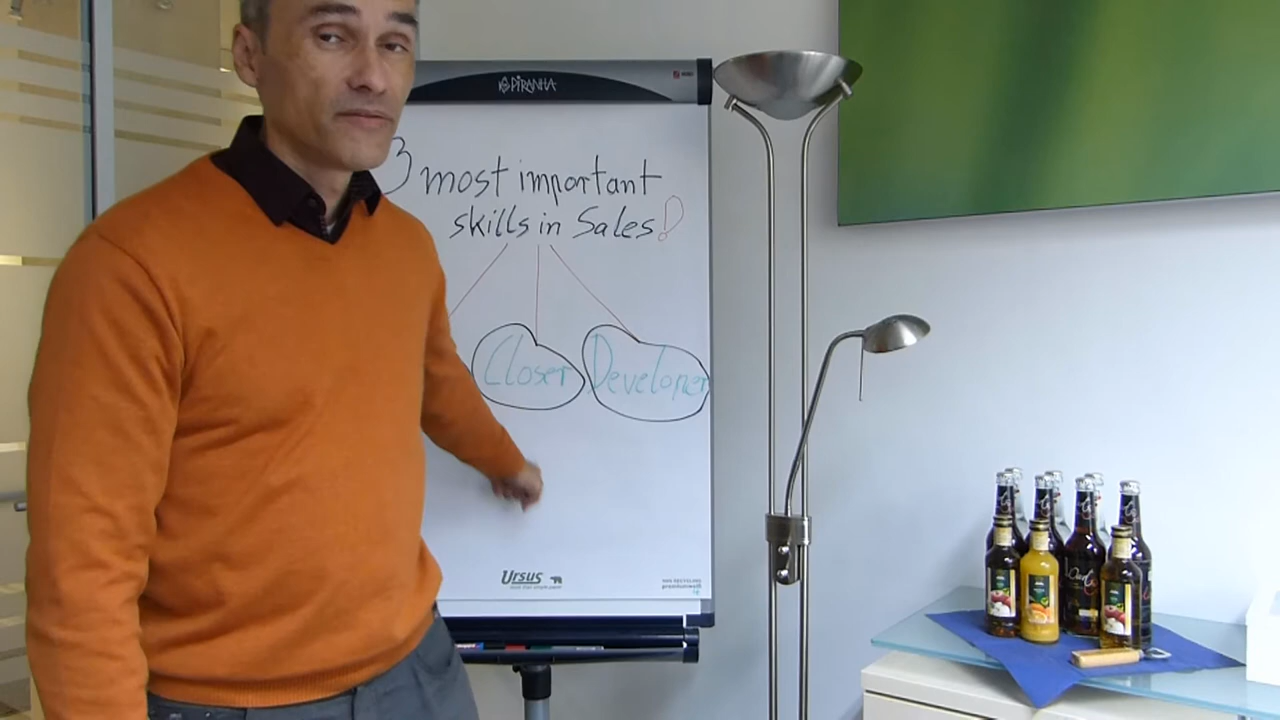 PiRANHA
3 most important
skills in Sales!
Closer Developer
URSUS